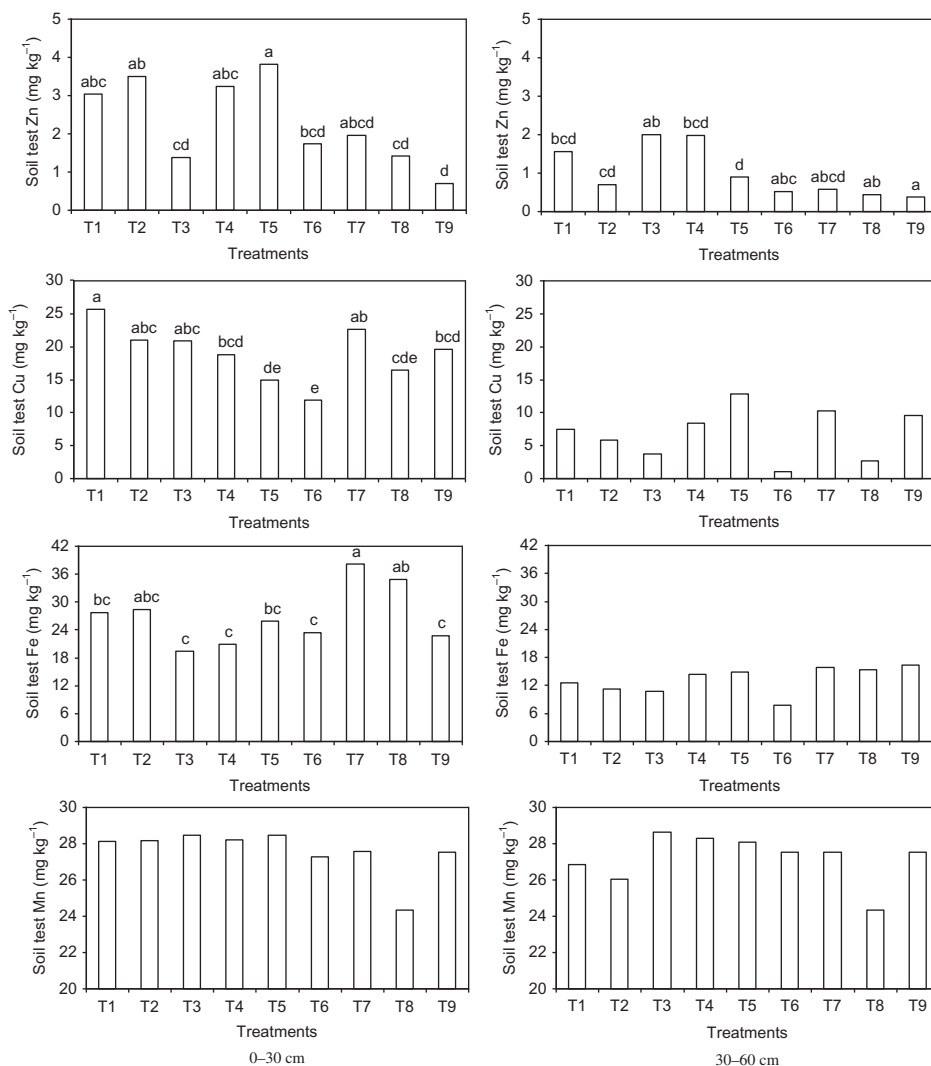 Soil test Zn (mg kg⁻¹)
5
4
3
2
1
0
abc
ab
cd
abc
a
bcd
abcd
cd
d
T1 T2 T3 T4 T5 T6 T7 T8 T9
Treatments
Soil test Zn (mg kg⁻¹)
5
4
3
2
1
0
bcd
cd
ab
bcd
d
abc
abcd
ab
a
T1 T2 T3 T4 T5 T6 T7 T8 T9
Treatments
Soil test Cu (mg kg⁻¹)
30
25
20
15
10
5
0
a
abc
abc
bcd
de
e
ab
cde
bcd
T1 T2 T3 T4 T5 T6 T7 T8 T9
Treatments
Soil test Cu (mg kg⁻¹)
30
25
20
15
10
5
0
T1 T2 T3 T4 T5 T6 T7 T8 T9
Treatments
Soil test Fe (mg kg⁻¹)
42
36
30
24
18
12
6
0
bc
abc
c
c
bc
c
a
ab
c
T1 T2 T3 T4 T5 T6 T7 T8 T9
Treatments
Soil test Fe (mg kg⁻¹)
42
36
30
24
18
12
6
0
T1 T2 T3 T4 T5 T6 T7 T8 T9
Treatments
Soil test Mn (mg kg⁻¹)
30
28
26
24
22
20
T1 T2 T3 T4 T5 T6 T7 T8 T9
Treatments
0–30 cm
Soil test Mn (mg kg⁻¹)
30
28
26
24
22
20
T1 T2 T3 T4 T5 T6 T7 T8 T9
Treatments
30–60 cm